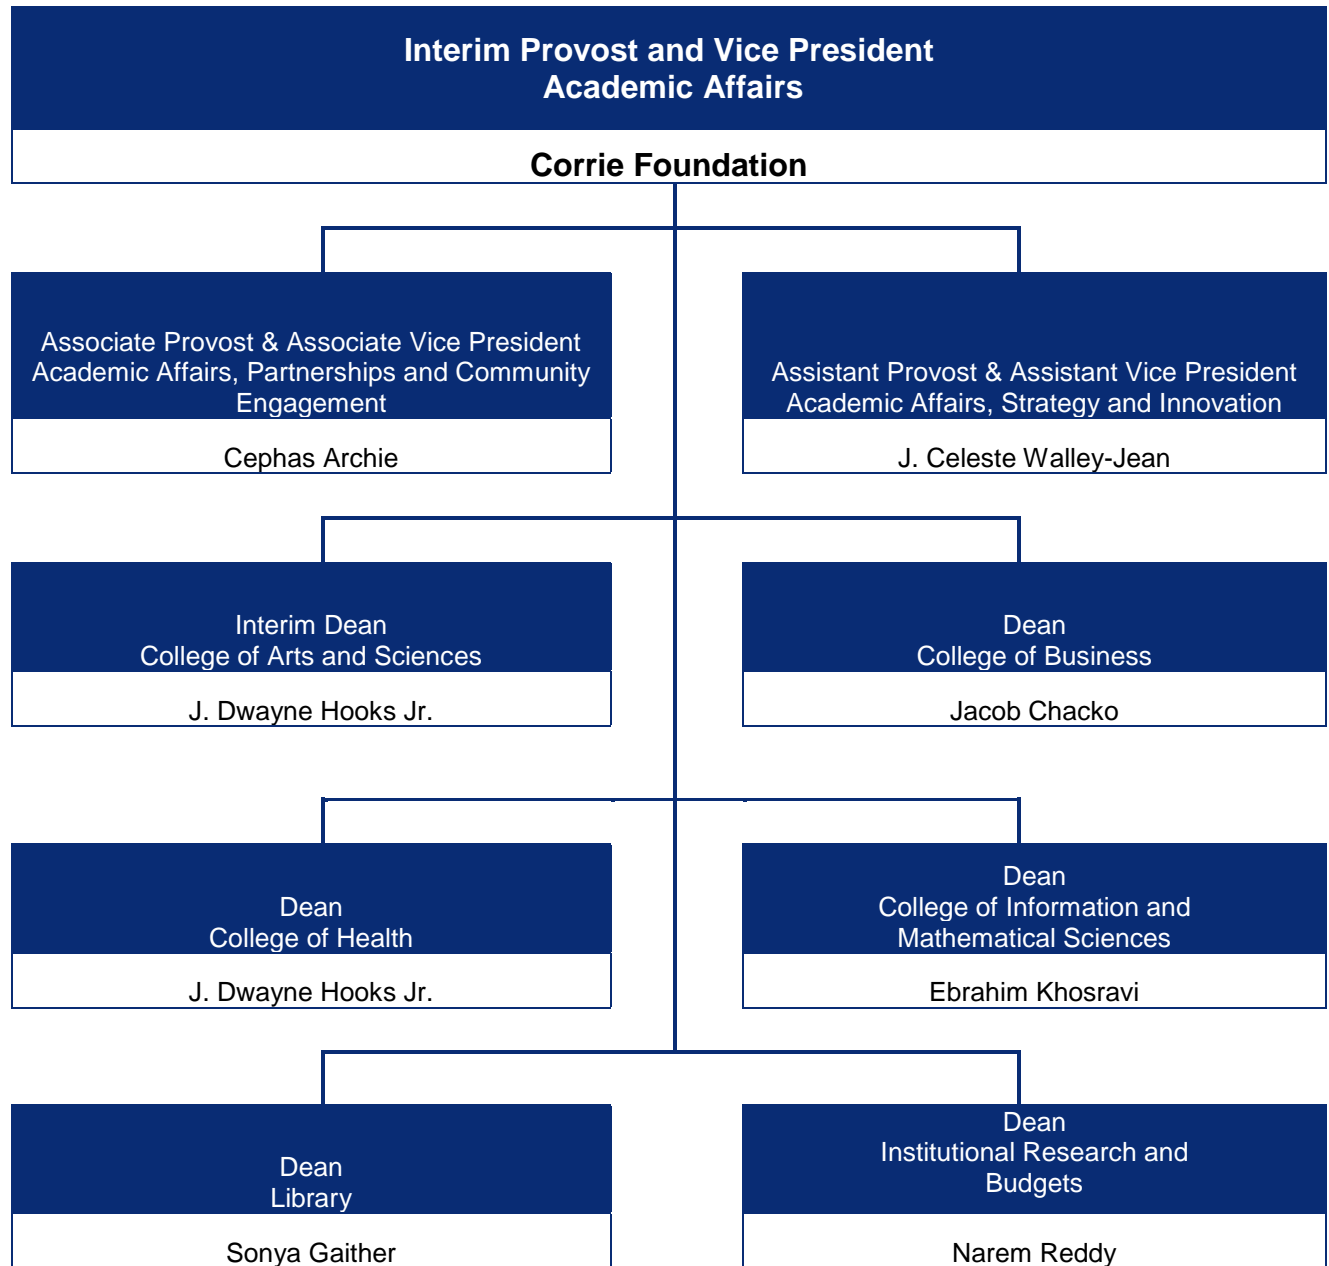 Interim Provost and Vice President
Academic Affairs
Corrie Foundation
Associate Provost & Associate Vice President
Academic Affairs, Partnerships and Community
Engagement
Cephas Archie
Assistant Provost & Assistant Vice President
Academic Affairs, Strategy and Innovation
J. Celeste Walley-Jean
Interim Dean
College of Arts and Sciences
J. Dwayne Hooks Jr.
Dean
College of Business
Jacob Chacko
Dean
College of Health
J. Dwayne Hooks Jr.
Dean
College of Information and
Mathematical Sciences
Ebrahim Khosravi
Dean
Library
Sonya Gaither
Dean
Institutional Research and
Budgets
Narem Reddy